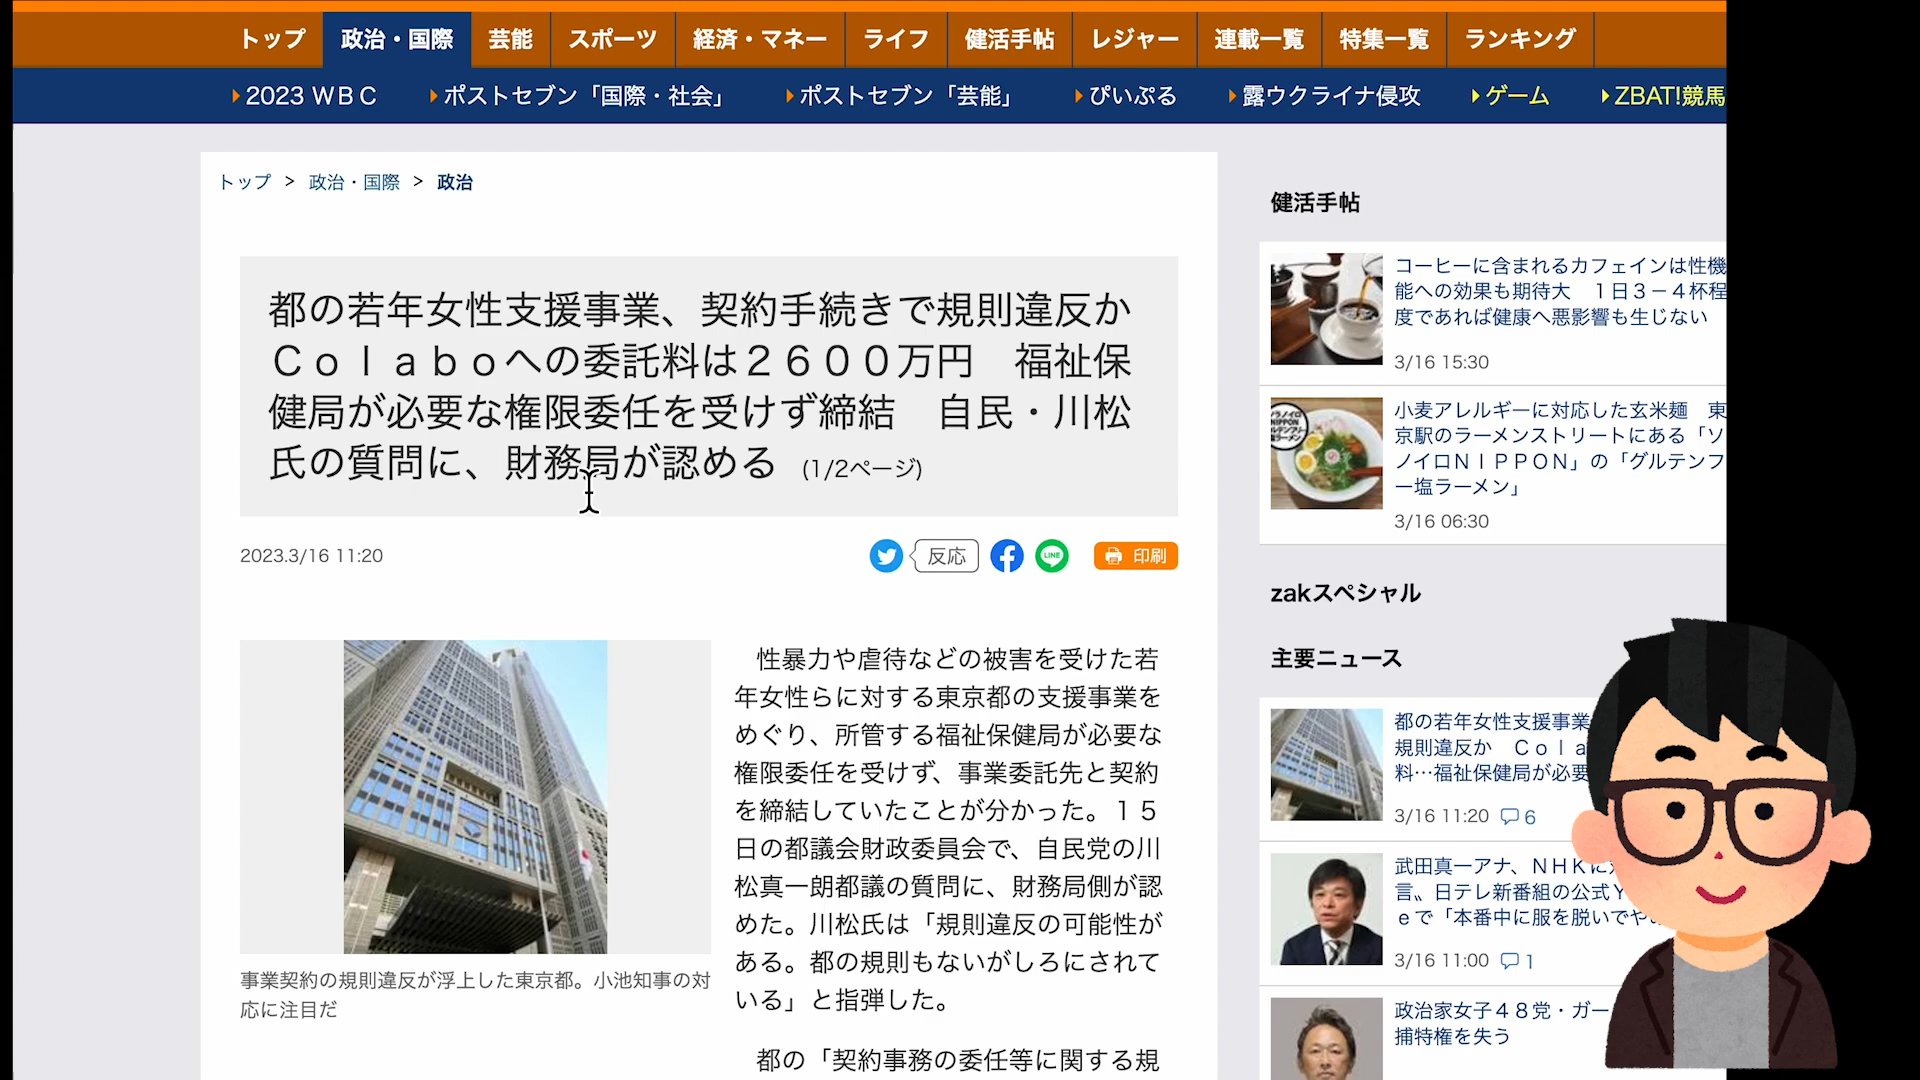 トップ 政治・国際 芸能 スポーツ 経済・マネー ライフ 健活手帖 レジャー 連載一覧 特集一覧 ランキング
2023 ＷＢＣ ポストセブン「国際・社会」 ポストセブン「芸能」 ぴいぷる 露ウクライナ侵攻 ゲーム ZBAT!競馬
トップ > 政治・国際 > 政治
都の若年女性支援事業、契約手続きで規則違反か
Ｃｏｌａｂｏへの委託料は２６００万円　福祉保
健局が必要な権限委任を受けず締結　自民・川松
氏の質問に、財務局が認める (1/2ページ)
2023.3/16 11:20
反応
LINE
印刷
事業契約の規則違反が浮上した東京都。小池知事の対
応に注目だ
性暴力や虐待などの被害を受けた若
年女性らに対する東京都の支援事業を
めぐり、所管する福祉保健局が必要な
権限委任を受けず、事業委託先と契約
を締結していたことが分かった。１５
日の都議会財政委員会で、自民党の川
松真一朗都議の質問に、財務局側が認
めた。川松氏は「規則違反の可能性が
ある。都の規則もないがしろにされて
いる」と指弾した。
都の「契約事務の委任等に関する規
健活手帖
コーヒーに含まれるカフェインは性機
能への効果も期待大　１日３－４杯程
度であれば健康へ悪影響も生じない
3/16 15:30
小麦アレルギーに対応した玄米麺　東
京駅のラーメンストリートにある「ソ
ノイロＮＩＰＰＯＮ」の「グルテンフ
ー塩ラーメン」
3/16 06:30
zakスペシャル
主要ニュース
都の若年女性支援事業
規則違反か　Ｃｏｌａ
料…福祉保健局が必要
3/16 11:20 6
武田真一アナ、ＮＨＫに
言〟日テレ新番組の公式Ｙ
ｅで「本番中に服を脱いでや
3/16 11:00 1
政治家女子４８党・ガー
捕特権を失う